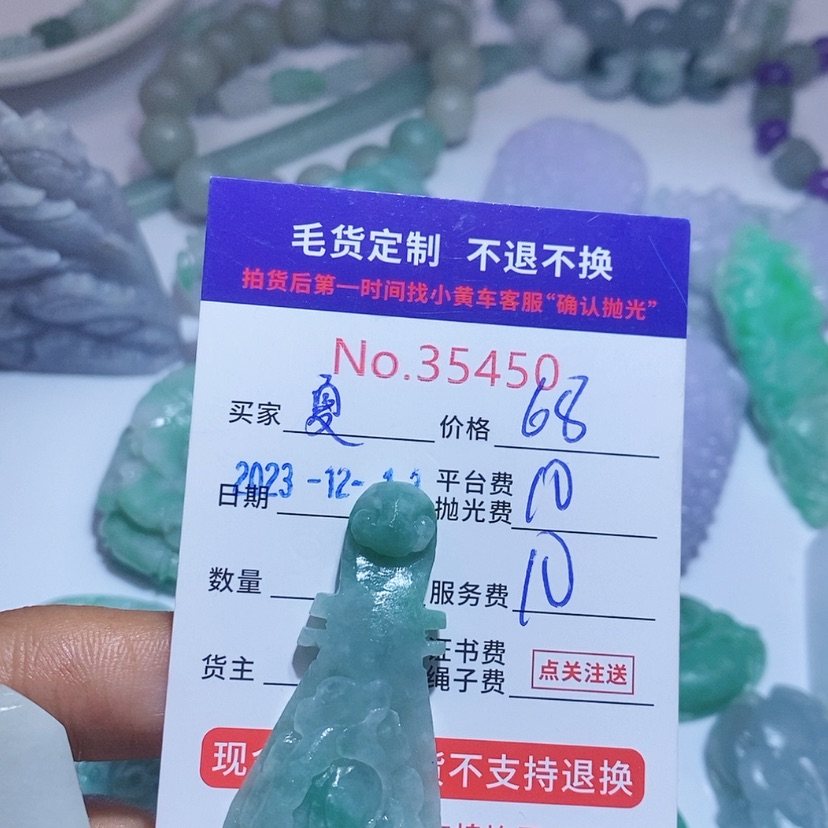 毛货定制 不退不换
拍货后第一时间找小黄车客服“确认抛光”
No.35450
买家 夏 价格 68
日期 2023 -12- 平台费 抛光费 10
数量 服务费 10
货主 证书费 绳子费 点关注送
现 货不支持退换